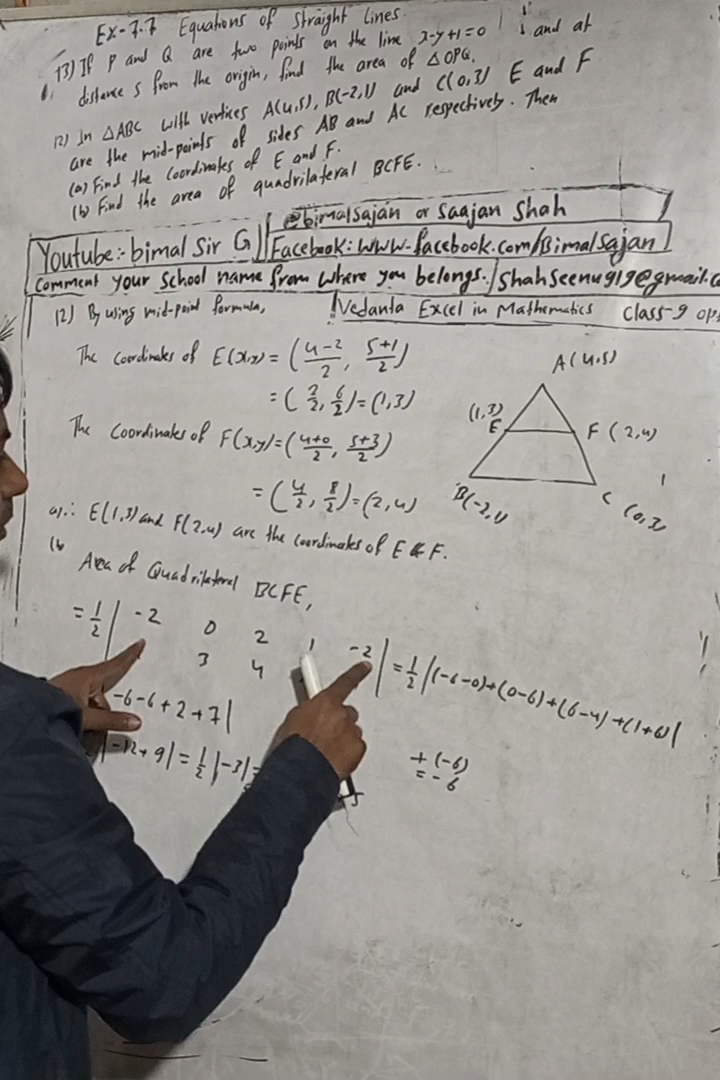 Ex-7.7 Equations of Straight Lines.
13) If P and Q are two points on the line x-y+1=0 and at
distance 5 from the origin, find the area of △OPQ.
12) In △ABC with vertices A(4,5), B(-2,1) and C(0,3) E and F
are the mid-points of sides AB and AC respectively. Then
(a) Find the coordinates of E and F.
(b) Find the area of quadrilateral BCFE.
@bimalsajan or Saajan Shah
Youtube:- bimal Sir G
Facebook: www.facebook.com/Bimalsajan
Comment your School name from where you belongs. / Shahseenu919@gmail.c
12) By using mid-point formula,
Vedanta Excel in Mathematics Class-9 op
The coordinates of E(x,y) = (4-2/2, 5+1/2)
= (2/2, 6/2) = (1,3)
The coordinates of F(x,y) = (4+0/2, 5+3/2)
= (4/2, 8/2) = (2,4)
A(4,5)
(1,3)
E
F (2,4)
B(-2,1)
C (0,3)
a) ∴ E(1,3) and F(2,4) are the coordinates of E & F.
(b Area of Quadrilateral BCFE,
= 1/2 | -2 0 2 1 -2 | = 1/2 |(-6-0)+(0-6)+(6-4)+(1+6)|
3 4
-6-6+2+7|
|-12+9| = 1/2 |-3| =
+(-6)
= -6